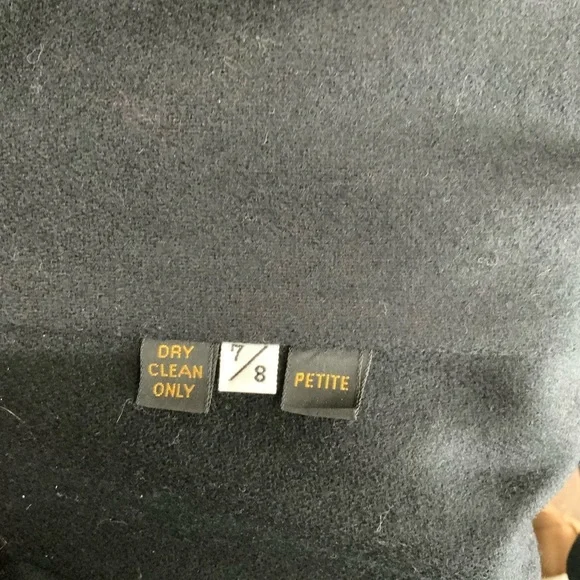 DRY
CLEAN
ONLY
7/8
PETITE